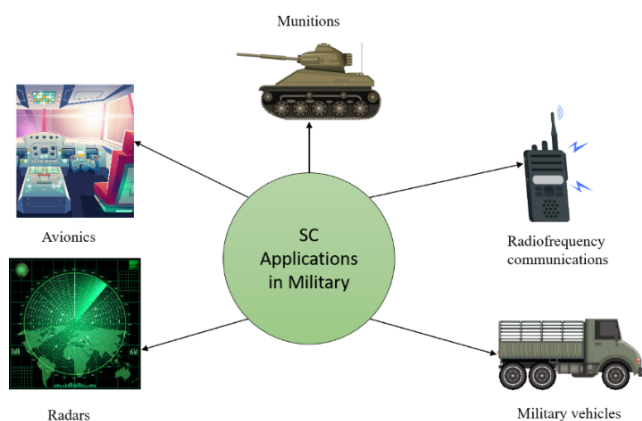 Munitions
SC
Applications
in Military
Avionics
Radiofrequency
communications
Radars
Military vehicles